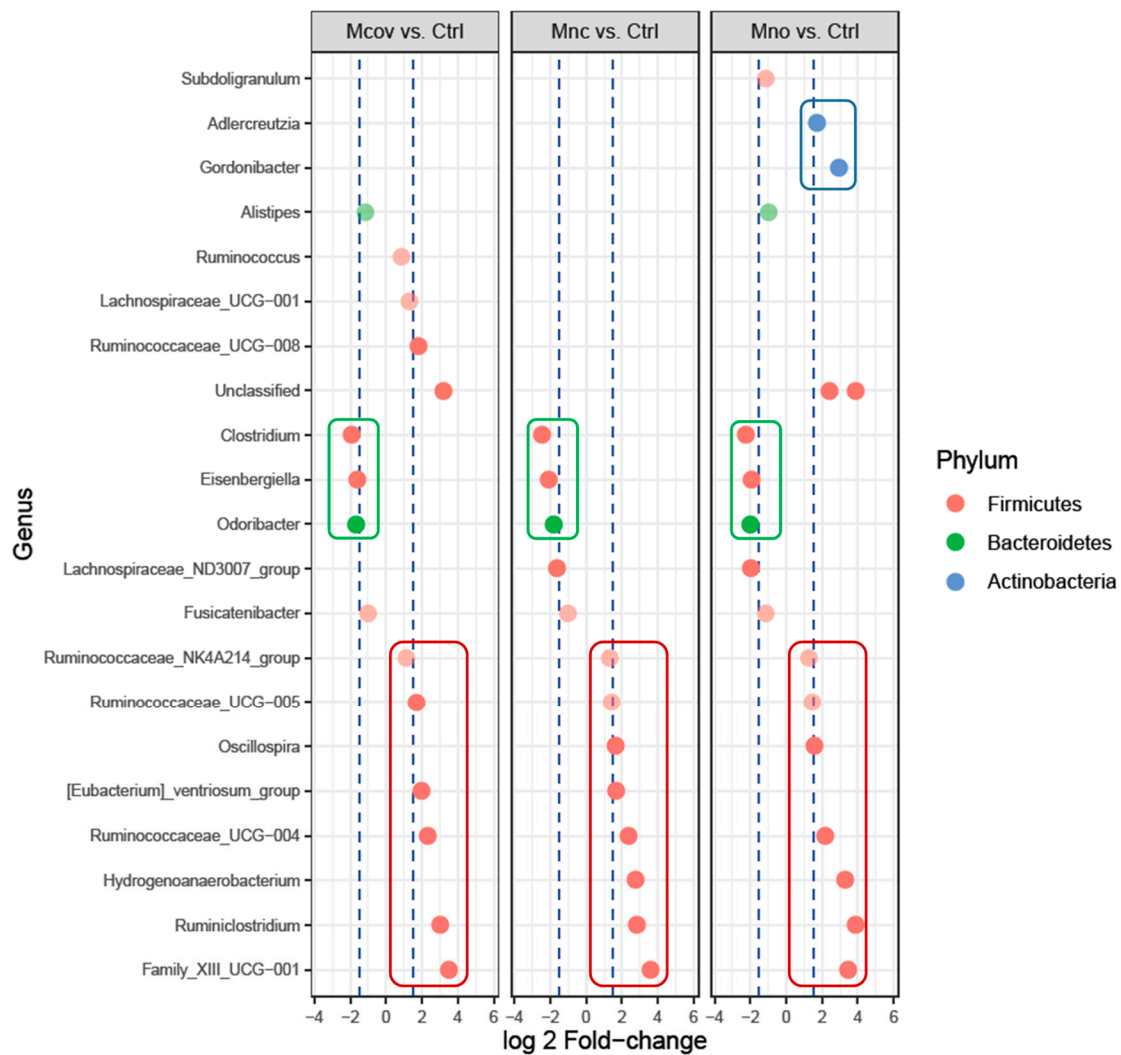 Mcov vs. Ctrl
Mnc vs. Ctrl
Mno vs. Ctrl
Genus
Subdoligranulum
Adlercreutzia
Gordonibacter
Alistipes
Ruminococcus
Lachnospiraceae_UCG−001
Ruminococcaceae_UCG−008
Unclassified
Clostridium
Eisenbergiella
Odoribacter
Lachnospiraceae_ND3007_group
Fusicatenibacter
Ruminococcaceae_NK4A214_group
Ruminococcaceae_UCG−005
Oscillospira
[Eubacterium]_ventriosum_group
Ruminococcaceae_UCG−004
Hydrogenoanaerobacterium
Ruminiclostridium
Family_XIII_UCG−001
−4 −2 0 2 4 6
−4 −2 0 2 4 6
−4 −2 0 2 4 6
log 2 Fold−change
Phylum
Firmicutes
Bacteroidetes
Actinobacteria